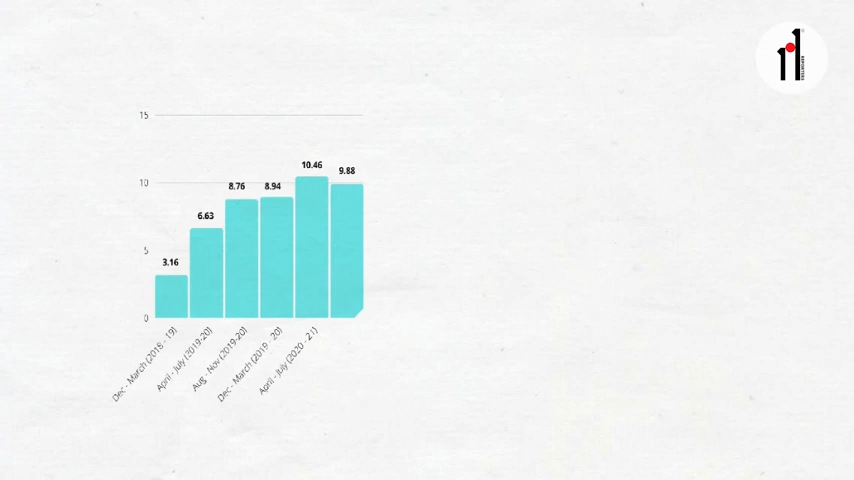 15
10
5
0
3.16
6.63
8.76
8.94
10.46
9.88
Dec - March (2018 - 19)
April - July (2019-20)
Aug - Nov (2019-20)
Dec - March (2019 - 20)
April - July (2020 - 21)
REPORTERS